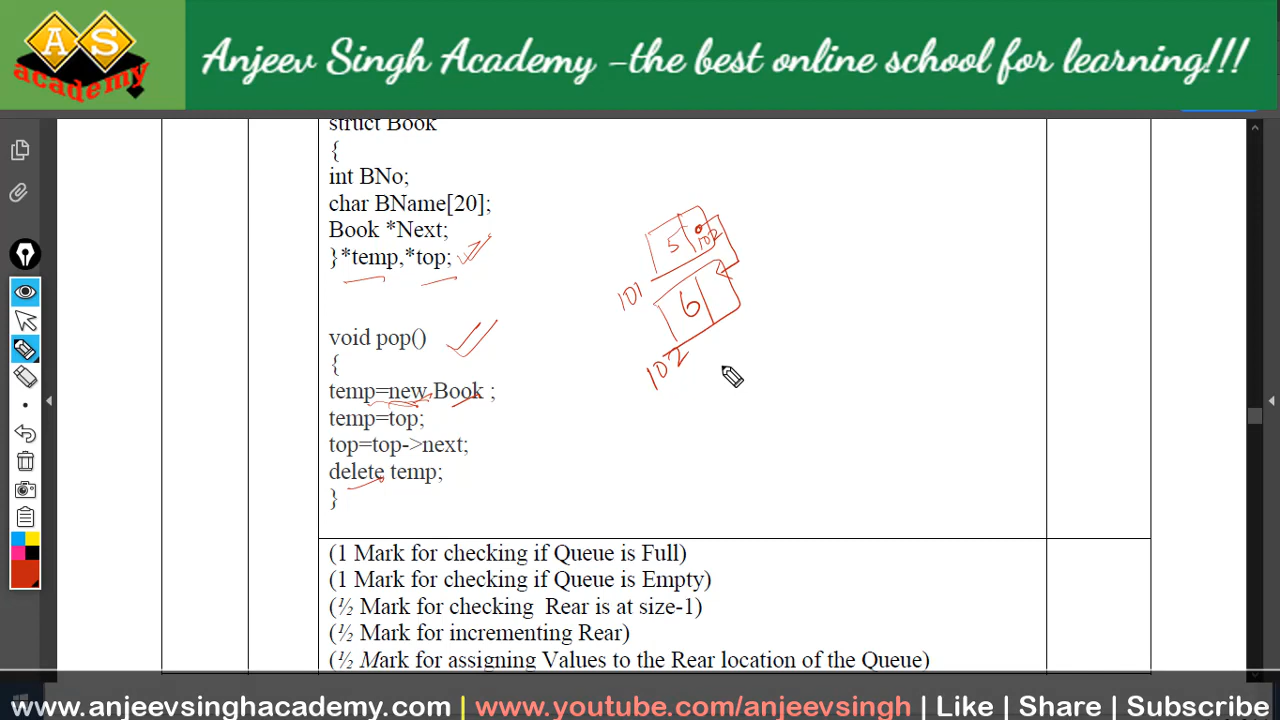 A S
academy
Anjeev Singh Academy -the best online school for learning!!!
struct Book
{
int BNo;
char BName[20];
Book *Next;
}*temp,*top;
void pop()
{
temp=new Book ;
temp=top;
top=top->next;
delete temp;
}
5 102
101
6
102
(1 Mark for checking if Queue is Full)
(1 Mark for checking if Queue is Empty)
(½ Mark for checking Rear is at size-1)
(½ Mark for incrementing Rear)
(½ Mark for assigning Values to the Rear location of the Queue)
www.anjeevsinghacademy.com | www.youtube.com/anjeevsingh | Like | Share | Subscribe